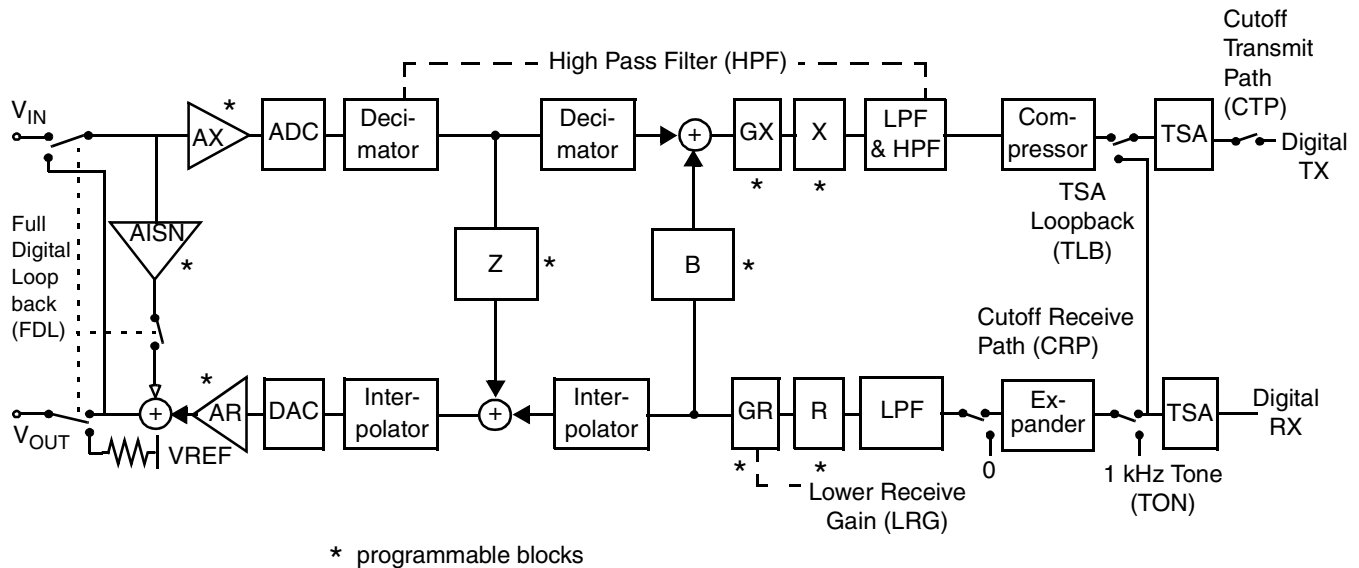 Cutoff
Transmit
Path
(CTP)
High Pass Filter (HPF)
VIN
*
AX
ADC
Deci-
mator
Deci-
mator
+
GX
X
LPF
& HPF
Com-
pressor
TSA
Digital
TX
*
*
TSA
Loopback
(TLB)
Full
Digital
Loop
back
(FDL)
AISN
*
Z
*
B
*
Cutoff Receive
Path (CRP)
VOUT
+
*
AR
DAC
Inter-
polator
+
Inter-
polator
GR
R
LPF
Ex-
pander
TSA
Digital
RX
VREF
*
*
0
1 kHz Tone
(TON)
Lower Receive
Gain (LRG)
* programmable blocks